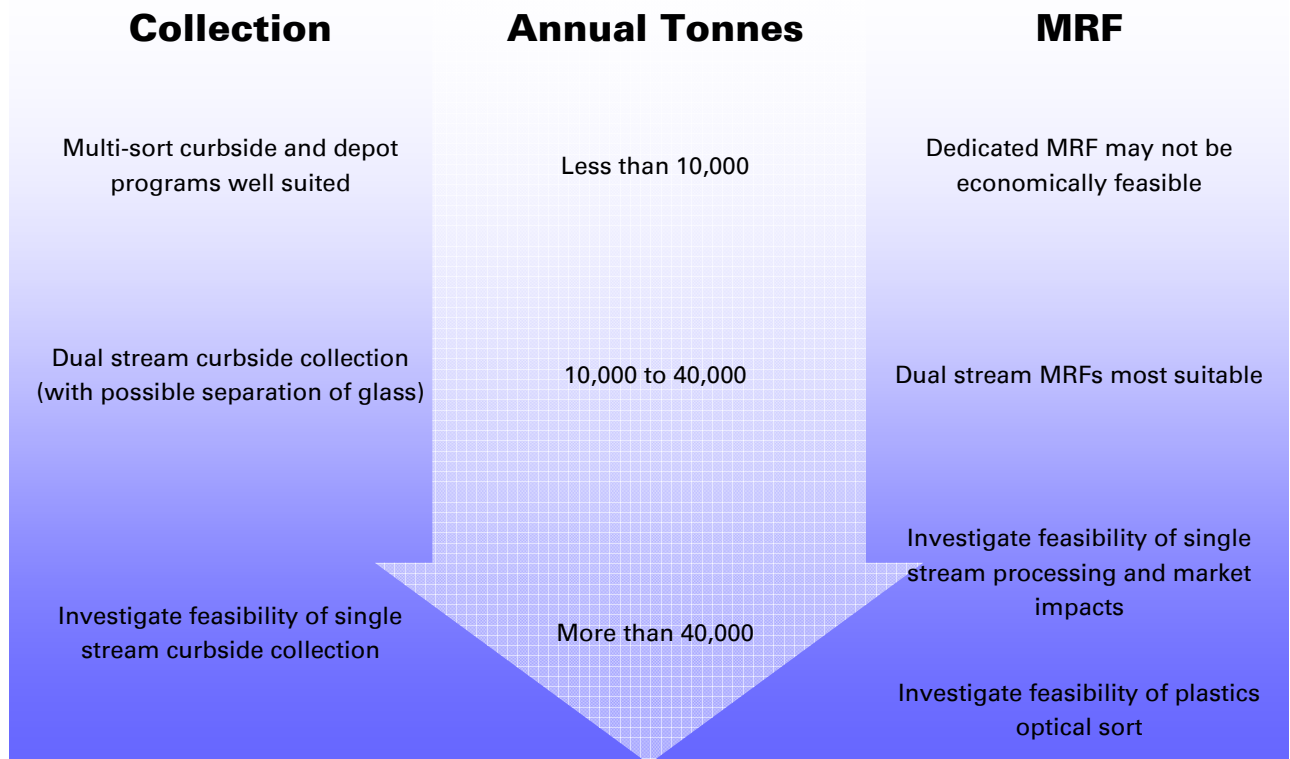 Collection
Annual Tonnes
MRF
Multi-sort curbside and depot
programs well suited
Less than 10,000
Dedicated MRF may not be
economically feasible
Dual stream curbside collection
(with possible separation of glass)
10,000 to 40,000
Dual stream MRFs most suitable
Investigate feasibility of single
stream curbside collection
More than 40,000
Investigate feasibility of single
stream processing and market
impacts
Investigate feasibility of plastics
optical sort